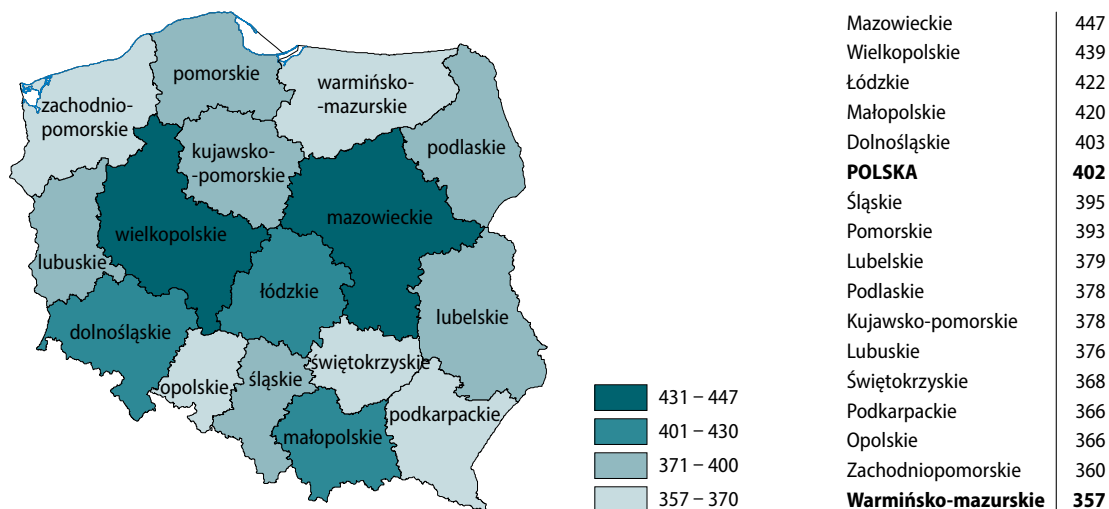 pomorskie
warmińsko-
-mazurskie
zachodnio-
pomorskie
podlaskie
kujawsko-
-pomorskie
mazowieckie
wielkopolskie
lubuskie
łódzkie
lubelskie
dolnośląskie
świętokrzyskie
śląskie
opolskie
podkarpackie
małopolskie
431 – 447
401 – 430
371 – 400
357 – 370
Mazowieckie 447
Wielkopolskie 439
Łódzkie 422
Małopolskie 420
Dolnośląskie 403
POLSKA 402
Śląskie 395
Pomorskie 393
Lubelskie 379
Podlaskie 378
Kujawsko-pomorskie 378
Lubuskie 376
Świętokrzyskie 368
Podkarpackie 366
Opolskie 366
Zachodniopomorskie 360
Warmińsko-mazurskie 357